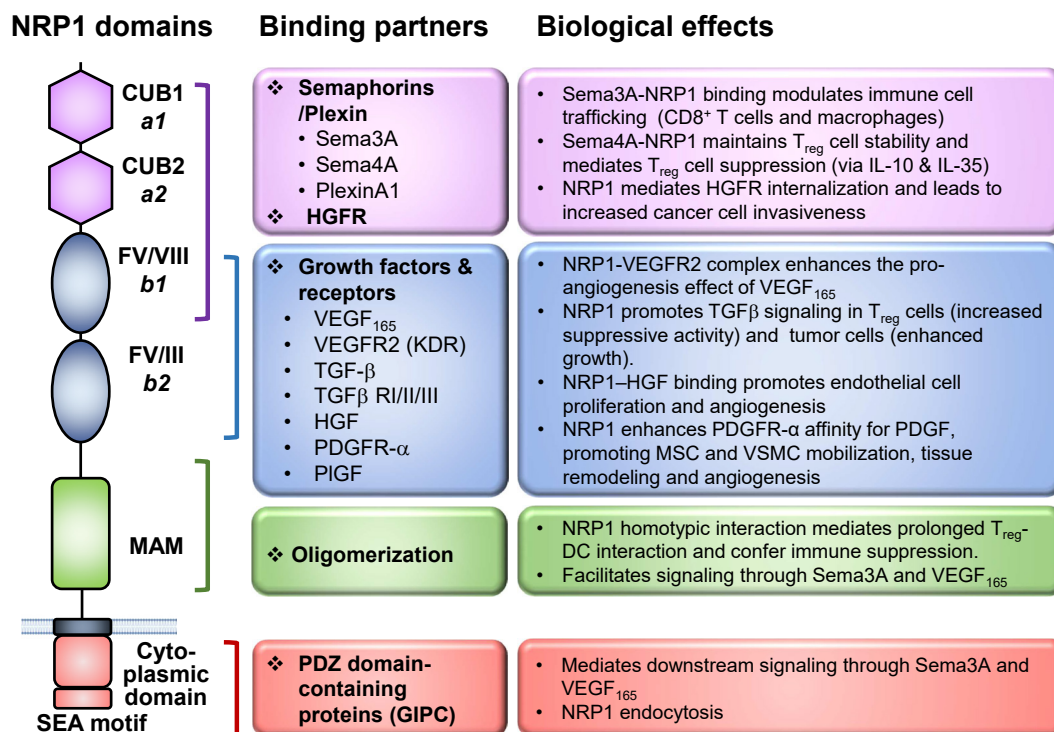 NRP1 domains
Binding partners
Biological effects
CUB1
a1
CUB2
a2
FV/VIII
b1
FV/III
b2
MAM
Cyto-
plasmic
domain
SEA motif
❖ Semaphorins
/Plexin
• Sema3A
• Sema4A
• PlexinA1
❖ HGFR
• Sema3A-NRP1 binding modulates immune cell
trafficking (CD8⁺ T cells and macrophages)
• Sema4A-NRP1 maintains Treg cell stability and
mediates Treg cell suppression (via IL-10 & IL-35)
• NRP1 mediates HGFR internalization and leads to
increased cancer cell invasiveness
❖ Growth factors &
receptors
• VEGF₁₆₅
• VEGFR2 (KDR)
• TGF-β
• TGFβ RI/II/III
• HGF
• PDGFR-α
• PlGF
• NRP1-VEGFR2 complex enhances the pro-
angiogenesis effect of VEGF₁₆₅
• NRP1 promotes TGFβ signaling in Treg cells (increased
suppressive activity) and tumor cells (enhanced
growth).
• NRP1–HGF binding promotes endothelial cell
proliferation and angiogenesis
• NRP1 enhances PDGFR-α affinity for PDGF,
promoting MSC and VSMC mobilization, tissue
remodeling and angiogenesis
❖ Oligomerization
• NRP1 homotypic interaction mediates prolonged Treg-
DC interaction and confer immune suppression.
• Facilitates signaling through Sema3A and VEGF₁₆₅
❖ PDZ domain-
containing
proteins (GIPC)
• Mediates downstream signaling through Sema3A and
VEGF₁₆₅
• NRP1 endocytosis